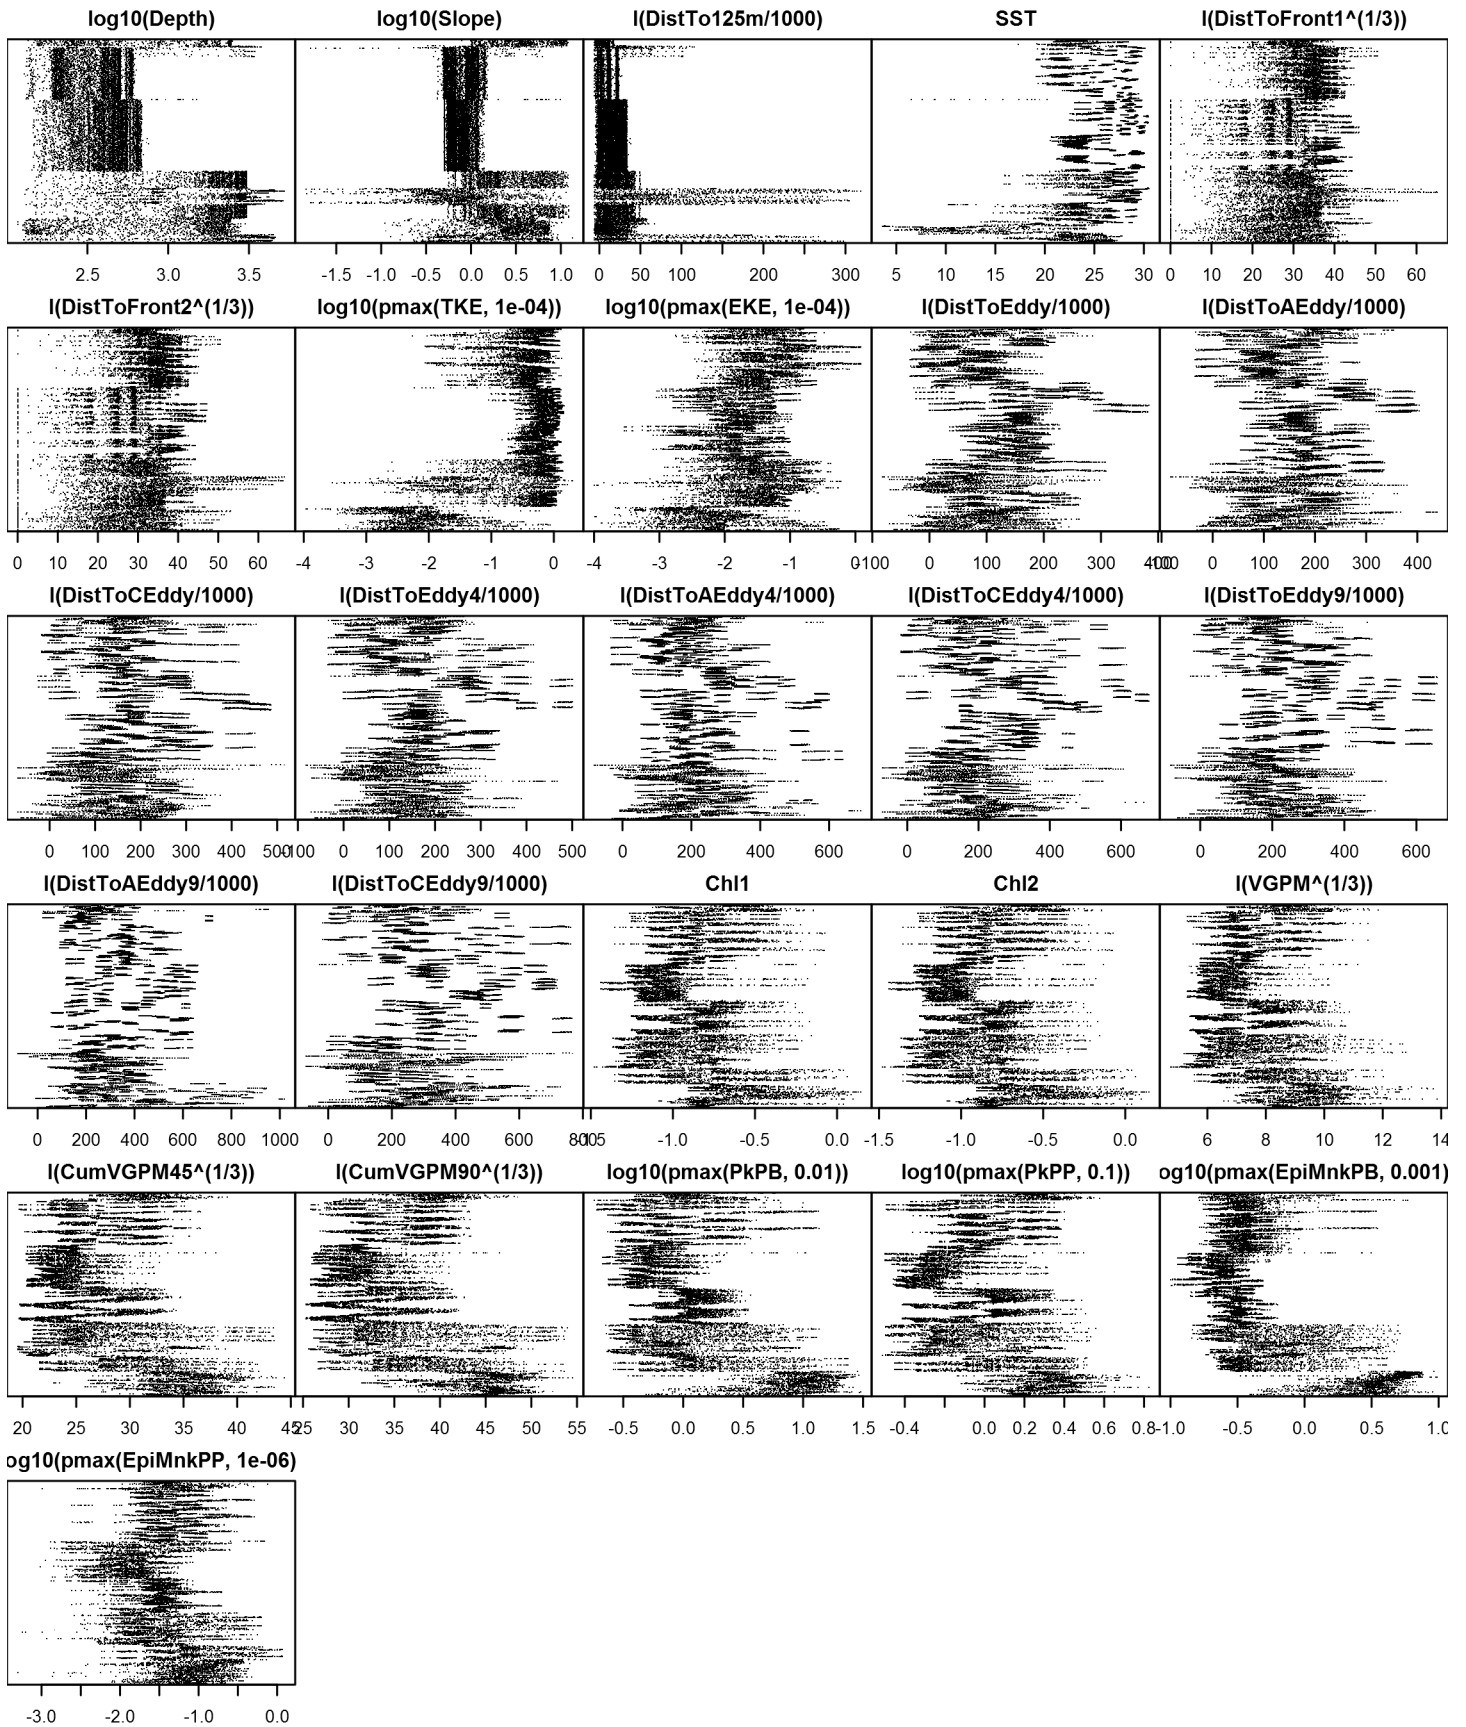 log10(Depth) log10(Slope) I(DistTo125m/1000) SST I(DistToFront1^(1/3))
2.5 3.0 3.5 -1.5 -1.0 -0.5 0.0 0.5 1.0 0 50 100 200 300 5 10 15 20 25 30 0 10 20 30 40 50 60
I(DistToFront2^(1/3)) log10(pmax(TKE, 1e-04)) log10(pmax(EKE, 1e-04)) I(DistToEddy/1000) I(DistToAEddy/1000)
0 10 20 30 40 50 60 -4 -3 -2 -1 0 -4 -3 -2 -1 0 -100 0 100 200 300 400 -100 0 100 200 300 400
I(DistToCEddy/1000) I(DistToEddy4/1000) I(DistToAEddy4/1000) I(DistToCEddy4/1000) I(DistToEddy9/1000)
0 100 200 300 400 500 -100 0 100 200 300 400 500 0 200 400 600 0 200 400 600 0 200 400 600
I(DistToAEddy9/1000) I(DistToCEddy9/1000) Chl1 Chl2 I(VGPM^(1/3))
0 200 400 600 800 1000 0 200 400 600 800 -1.5 -1.0 -0.5 0.0 -1.5 -1.0 -0.5 0.0 6 8 10 12 14
I(CumVGPM45^(1/3)) I(CumVGPM90^(1/3)) log10(pmax(PkPB, 0.01)) log10(pmax(PkPP, 0.1)) og10(pmax(EpiMnkPB, 0.001)
20 25 30 35 40 45 25 30 35 40 45 50 55 -0.5 0.0 0.5 1.0 1.5 -0.4 0.0 0.2 0.4 0.6 0.8 -1.0 -0.5 0.0 0.5 1.0
og10(pmax(EpiMnkPP, 1e-06)
-3.0 -2.0 -1.0 0.0